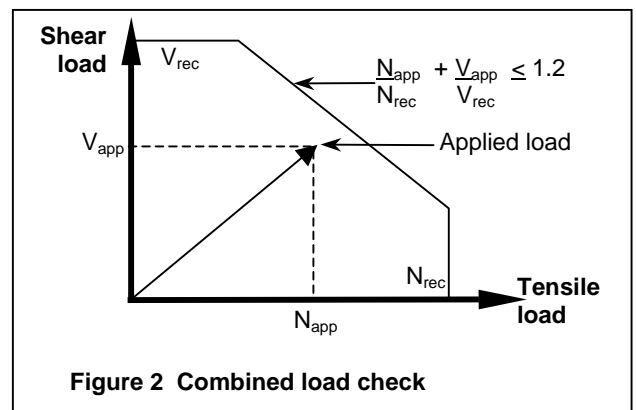 Shear
load
V_rec
N_app + V_app ≤ 1.2
N_rec V_rec
V_app
Applied load
N_rec
Tensile
load
N_app
Figure 2 Combined load check